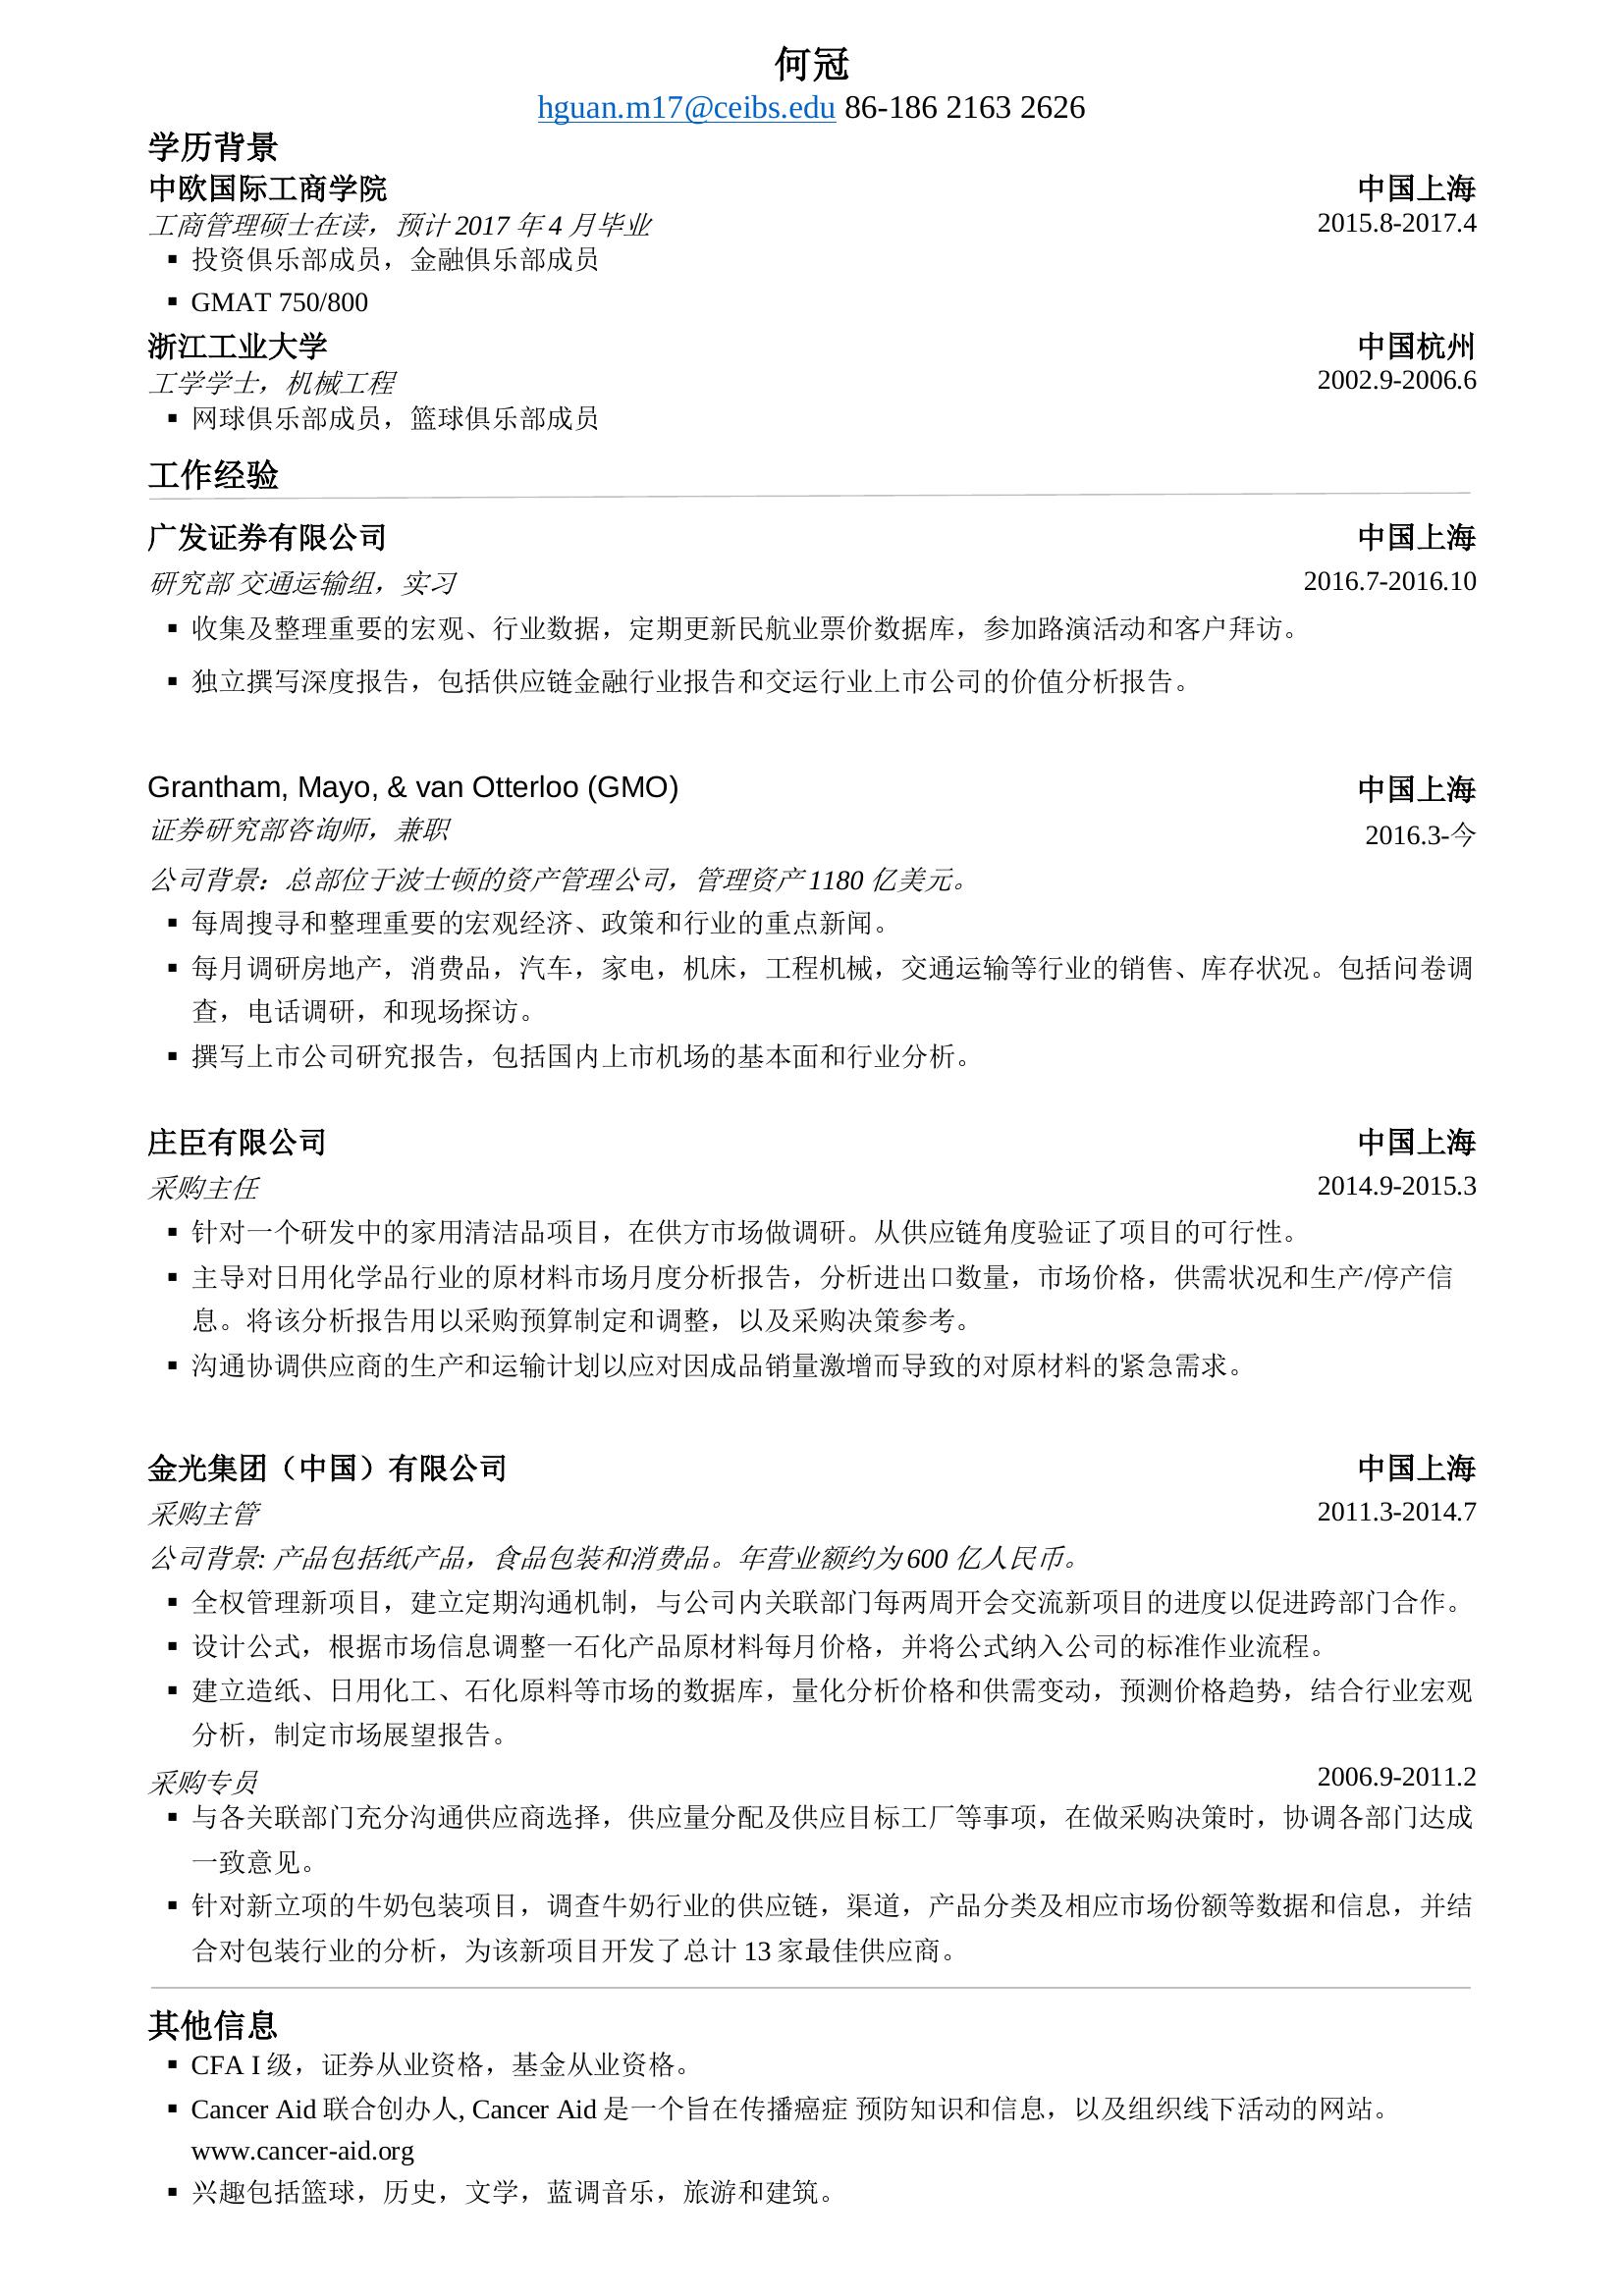 何冠
hguan.m17@ceibs.edu 86-186 2163 2626
学历背景
中欧国际工商学院 中国上海
工商管理硕士在读，预计 2017 年 4 月毕业 2015.8-2017.4
▪ 投资俱乐部成员，金融俱乐部成员
▪ GMAT 750/800
浙江工业大学 中国杭州
工学学士，机械工程 2002.9-2006.6
▪ 网球俱乐部成员，篮球俱乐部成员
工作经验
广发证券有限公司 中国上海
研究部 交通运输组，实习 2016.7-2016.10
▪ 收集及整理重要的宏观、行业数据，定期更新民航业票价数据库，参加路演活动和客户拜访。
▪ 独立撰写深度报告，包括供应链金融行业报告和交运行业上市公司的价值分析报告。
Grantham, Mayo, & van Otterloo (GMO) 中国上海
证券研究部咨询师，兼职 2016.3-今
公司背景：总部位于波士顿的资产管理公司，管理资产 1180 亿美元。
▪ 每周搜寻和整理重要的宏观经济、政策和行业的重点新闻。
▪ 每月调研房地产，消费品，汽车，家电，机床，工程机械，交通运输等行业的销售、库存状况。包括问卷调
查，电话调研，和现场探访。
▪ 撰写上市公司研究报告，包括国内上市机场的基本面和行业分析。
庄臣有限公司 中国上海
采购主任 2014.9-2015.3
▪ 针对一个研发中的家用清洁品项目，在供方市场做调研。从供应链角度验证了项目的可行性。
▪ 主导对日用化学品行业的原材料市场月度分析报告，分析进出口数量，市场价格，供需状况和生产/停产信
息。将该分析报告用以采购预算制定和调整，以及采购决策参考。
▪ 沟通协调供应商的生产和运输计划以应对因成品销量激增而导致的对原材料的紧急需求。
金光集团（中国）有限公司 中国上海
采购主管 2011.3-2014.7
公司背景: 产品包括纸产品，食品包装和消费品。年营业额约为 600 亿人民币。
▪ 全权管理新项目，建立定期沟通机制，与公司内关联部门每两周开会交流新项目的进度以促进跨部门合作。
▪ 设计公式，根据市场信息调整一石化产品原材料每月价格，并将公式纳入公司的标准作业流程。
▪ 建立造纸、日用化工、石化原料等市场的数据库，量化分析价格和供需变动，预测价格趋势，结合行业宏观
分析，制定市场展望报告。
采购专员 2006.9-2011.2
▪ 与各关联部门充分沟通供应商选择，供应量分配及供应目标工厂等事项，在做采购决策时，协调各部门达成
一致意见。
▪ 针对新立项的牛奶包装项目，调查牛奶行业的供应链，渠道，产品分类及相应市场份额等数据和信息，并结
合对包装行业的分析，为该新项目开发了总计 13 家最佳供应商。
其他信息
▪ CFA I 级，证券从业资格，基金从业资格。
▪ Cancer Aid 联合创办人, Cancer Aid 是一个旨在传播癌症 预防知识和信息，以及组织线下活动的网站。
www.cancer-aid.org
▪ 兴趣包括篮球，历史，文学，蓝调音乐，旅游和建筑。